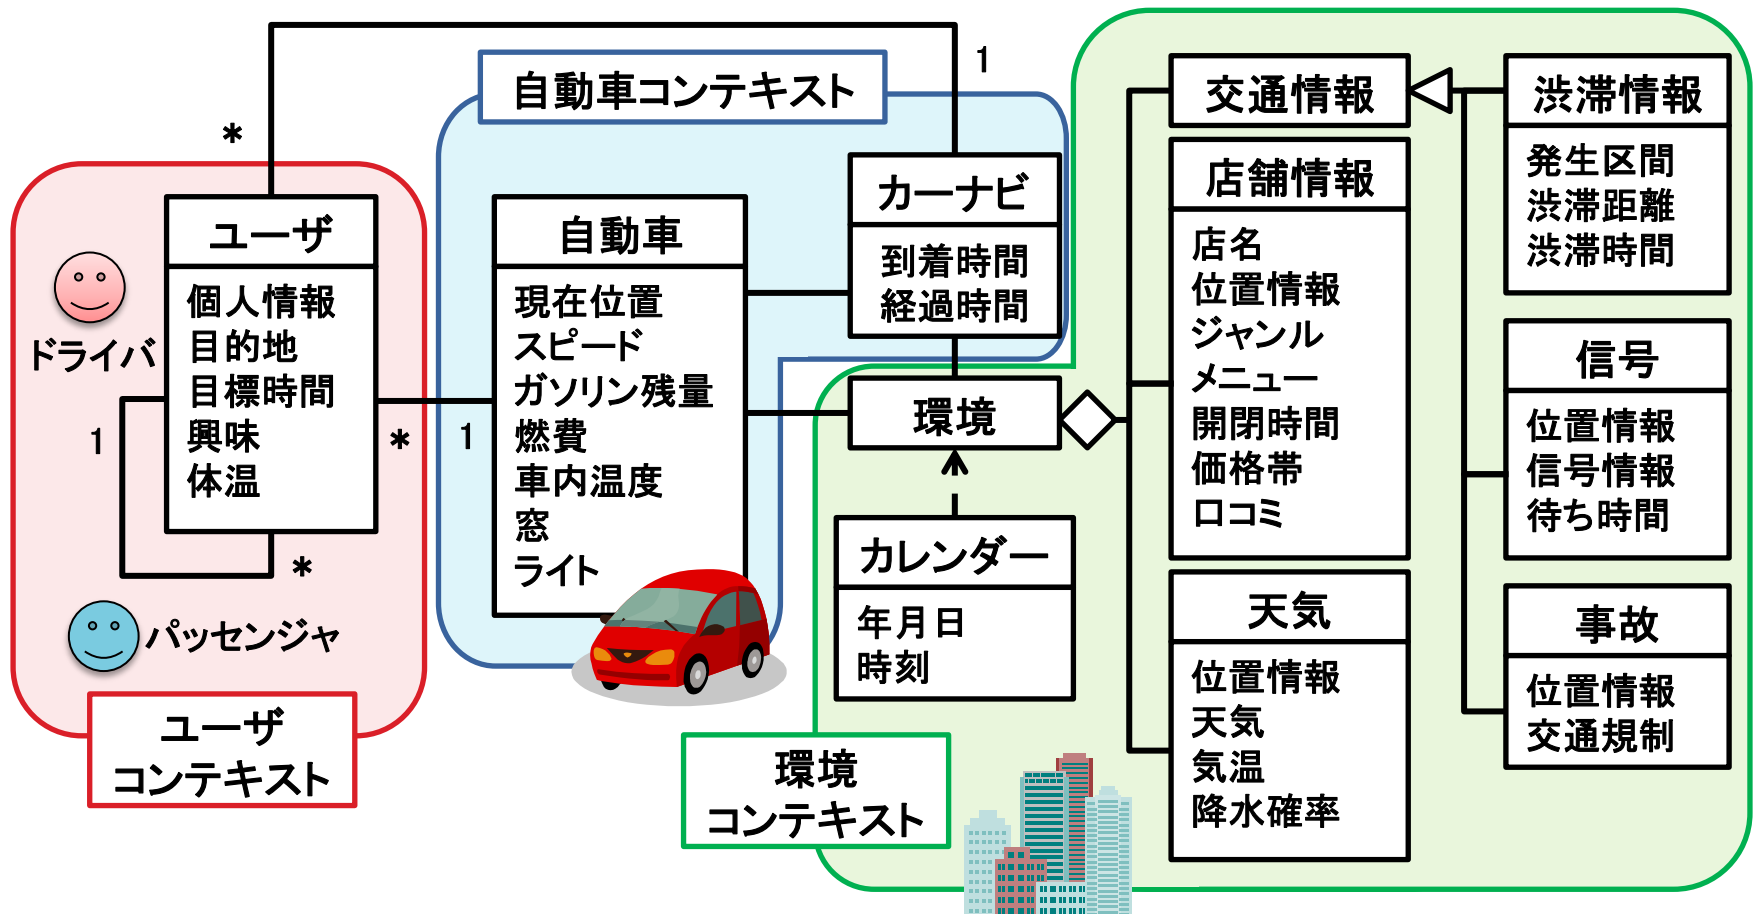 自動車コンテキスト
1
*
ユーザ
個人情報
目的地
目標時間
興味
体温
ドライバ
1
*
*
パッセンジャ
ユーザ
コンテキスト
1
自動車
現在位置
スピード
ガソリン残量
燃費
車内温度
窓
ライト
カーナビ
到着時間
経過時間
環境
カレンダー
年月日
時刻
環境
コンテキスト
交通情報
店舗情報
店名
位置情報
ジャンル
メニュー
開閉時間
価格帯
口コミ
天気
位置情報
天気
気温
降水確率
渋滞情報
発生区間
渋滞距離
渋滞時間
信号
位置情報
信号情報
待ち時間
事故
位置情報
交通規制